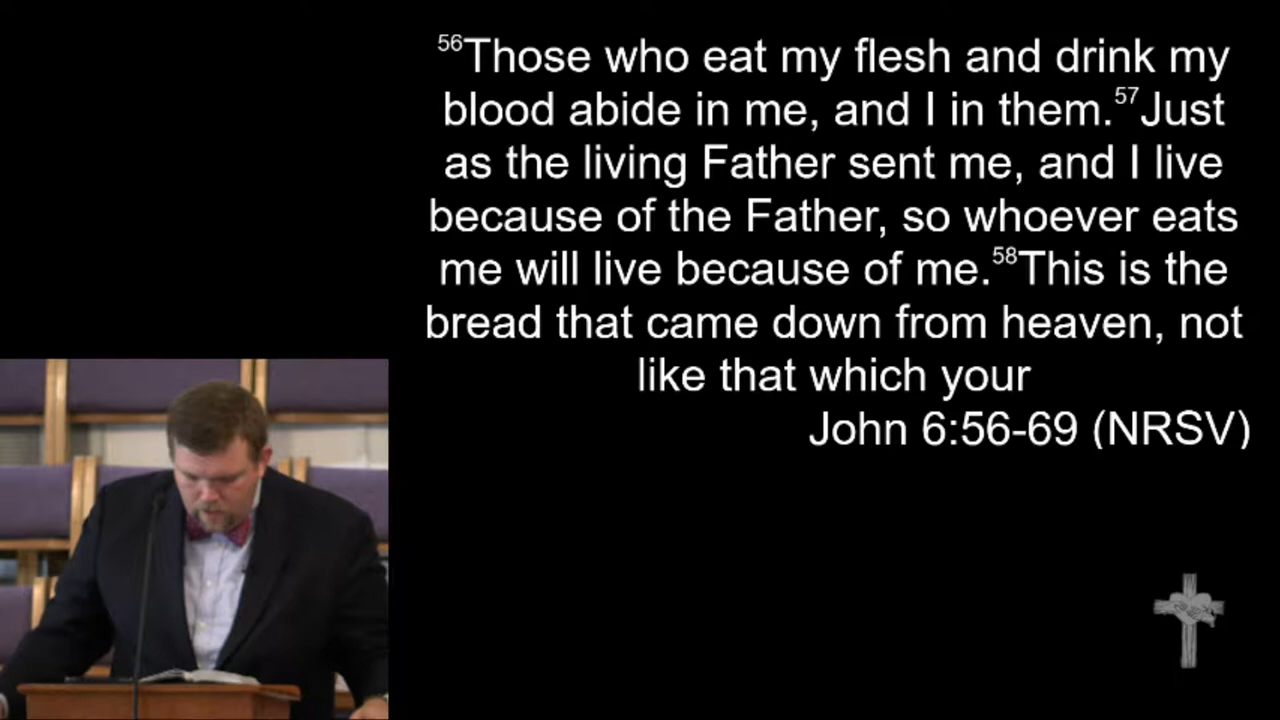 56Those who eat my flesh and drink my
blood abide in me, and I in them.57Just
as the living Father sent me, and I live
because of the Father, so whoever eats
me will live because of me.58This is the
bread that came down from heaven, not
like that which your
John 6:56-69 (NRSV)